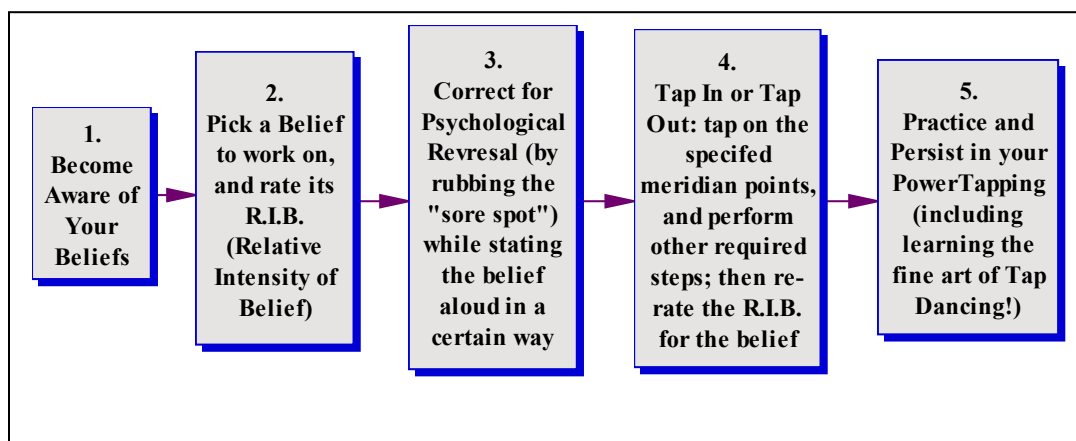 1.
Become
Aware of
Your
Beliefs
2.
Pick a Belief
to work on,
and rate its
R.I.B.
(Relative
Intensity of
Belief)
3.
Correct for
Psychological
Revresal (by
rubbing the
"sore spot")
while stating
the belief
aloud in a
certain way
4.
Tap In or Tap
Out: tap on the
specifed
meridian points,
and perform
other required
steps; then re-
rate the R.I.B.
for the belief
5.
Practice and
Persist in your
PowerTapping
(including
learning the
fine art of Tap
Dancing!)